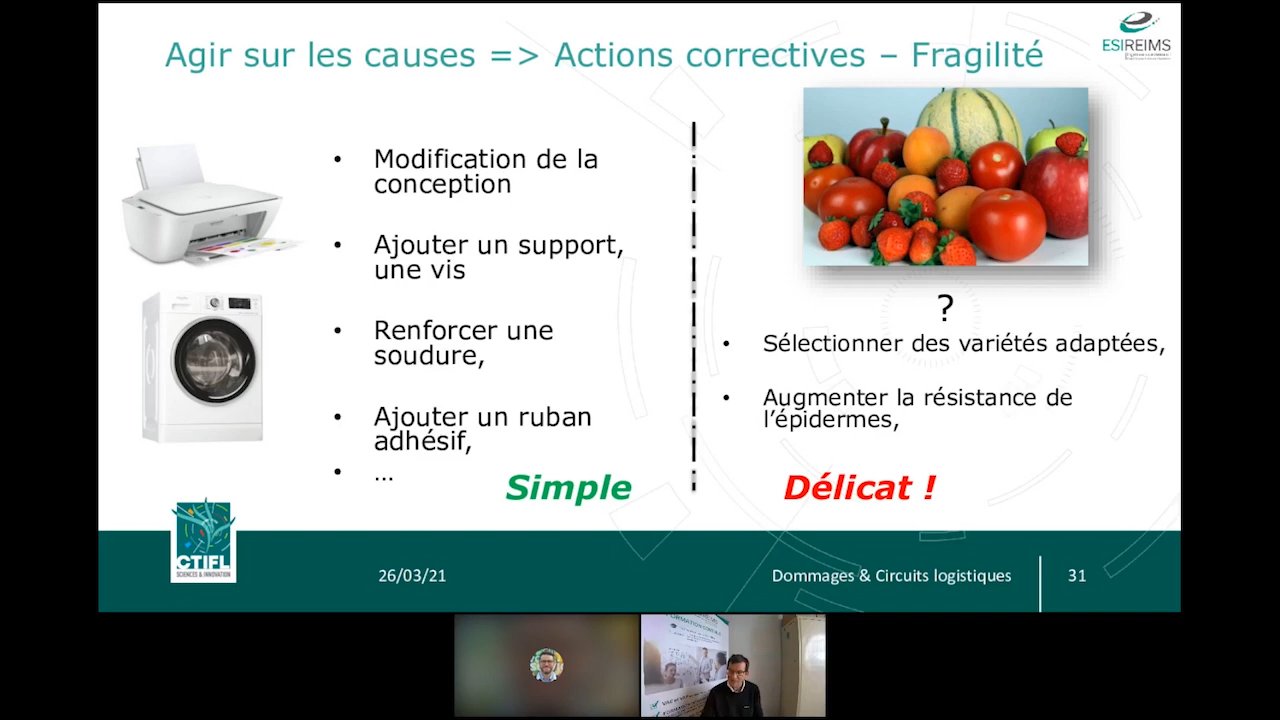 Agir sur les causes => Actions correctives – Fragilité
ESIREIMS
• Modification de la
conception
• Ajouter un support,
une vis
• Renforcer une
soudure,
• Ajouter un ruban
adhésif,
• ...
Simple
?
• Sélectionner des variétés adaptées,
• Augmenter la résistance de
l’épidermes,
Délicat !
CTIFL
SCIENCES & INNOVATION
26/03/21
Dommages & Circuits logistiques
31